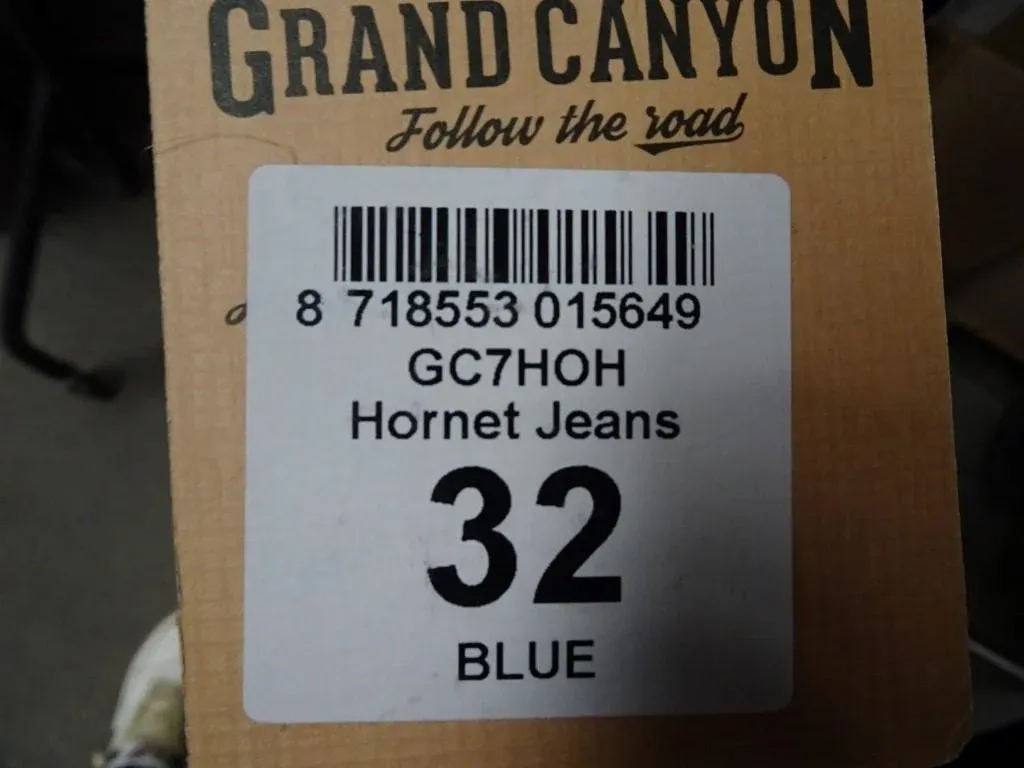 GRAND CANYON
Follow the road
8 718553 015649
GC7HOH
Hornet Jeans
32
BLUE